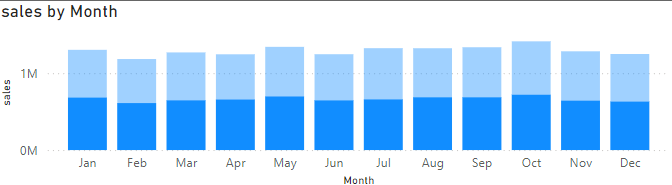 sales by Month
1M
sales
0M
Jan Feb Mar Apr May Jun Jul Aug Sep Oct Nov Dec
Month